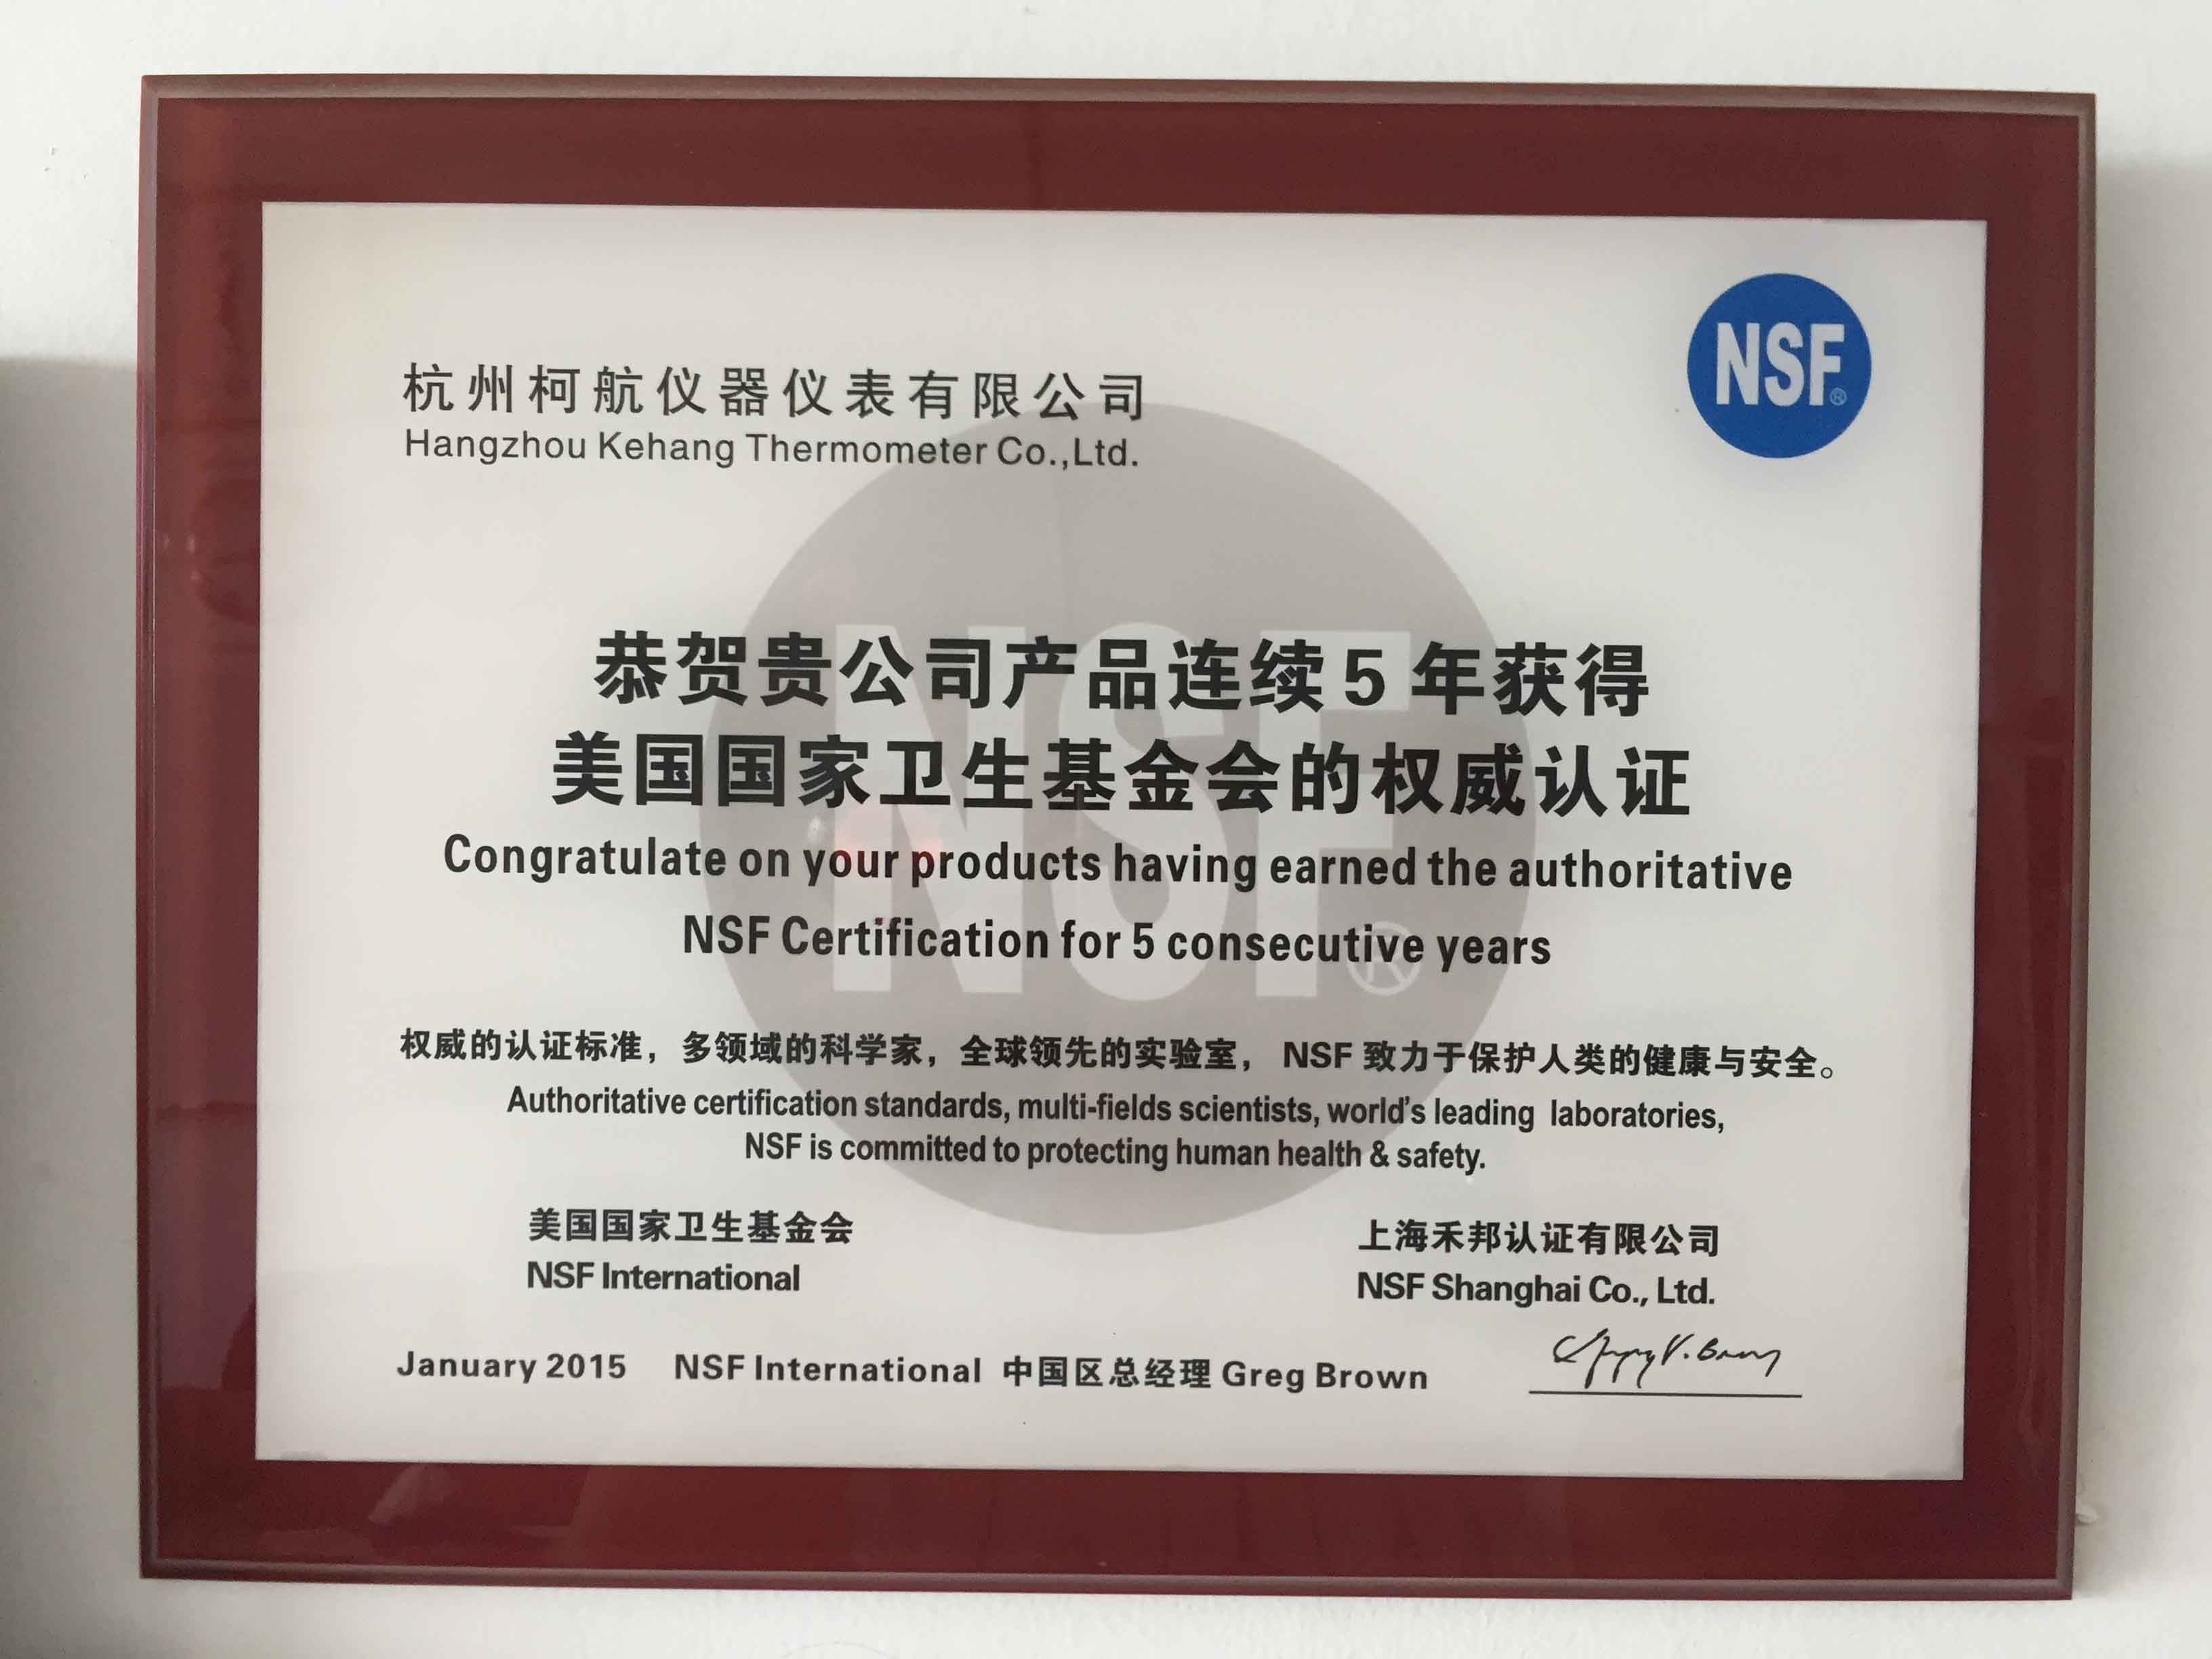 杭州柯航仪器仪表有限公司
Hangzhou Kehang Thermometer Co.,Ltd.
NSF®
恭贺贵公司产品连续5年获得
美国国家卫生基金会的权威认证
Congratulate on your products having earned the authoritative
NSF Certification for 5 consecutive years
NSF®
权威的认证标准，多领域的科学家，全球领先的实验室， NSF 致力于保护人类的健康与安全。
Authoritative certification standards, multi-fields scientists, world's leading laboratories,
NSF is committed to protecting human health & safety.
美国国家卫生基金会
NSF International
上海禾邦认证有限公司
NSF Shanghai Co., Ltd.
January 2015 NSF International 中国区总经理 Greg Brown